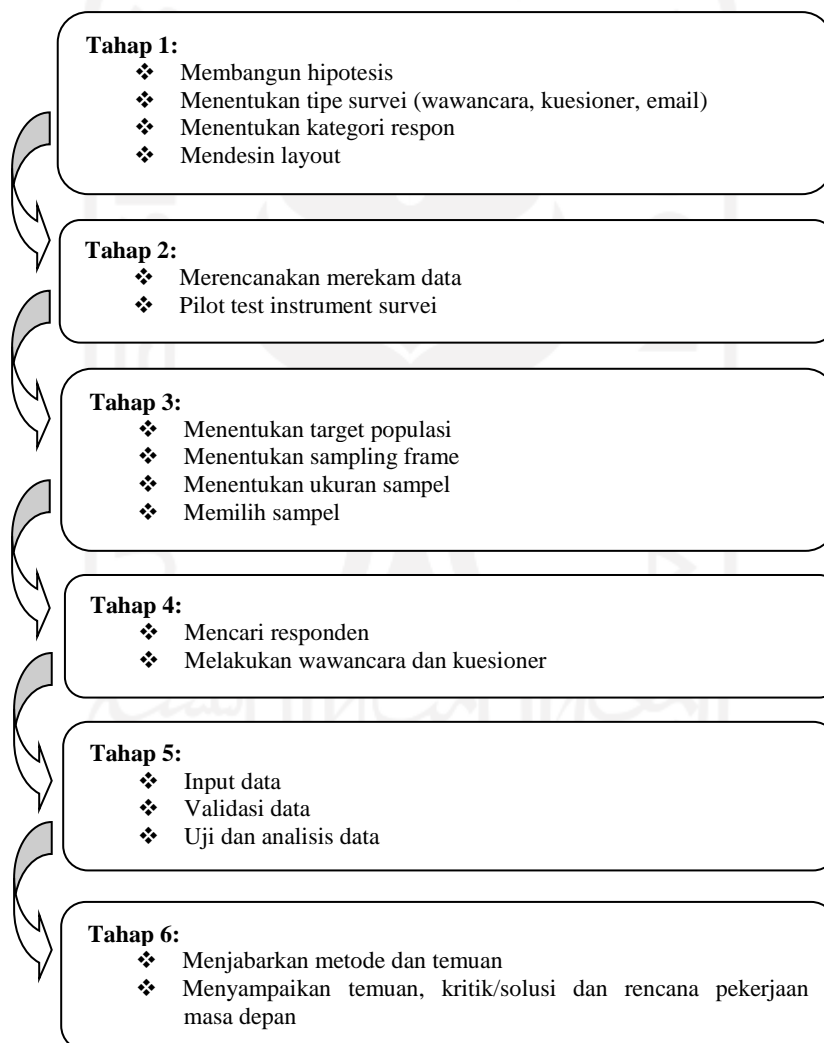 Tahap 1:
❖ Membangun hipotesis
❖ Menentukan tipe survei (wawancara, kuesioner, email)
❖ Menentukan kategori respon
❖ Mendesin layout
Tahap 2:
❖ Merencanakan merekam data
❖ Pilot test instrument survei
Tahap 3:
❖ Menentukan target populasi
❖ Menentukan sampling frame
❖ Menentukan ukuran sampel
❖ Memilih sampel
Tahap 4:
❖ Mencari responden
❖ Melakukan wawancara dan kuesioner
Tahap 5:
❖ Input data
❖ Validasi data
❖ Uji dan analisis data
Tahap 6:
❖ Menjabarkan metode dan temuan
❖ Menyampaikan temuan, kritik/solusi dan rencana pekerjaan
masa depan